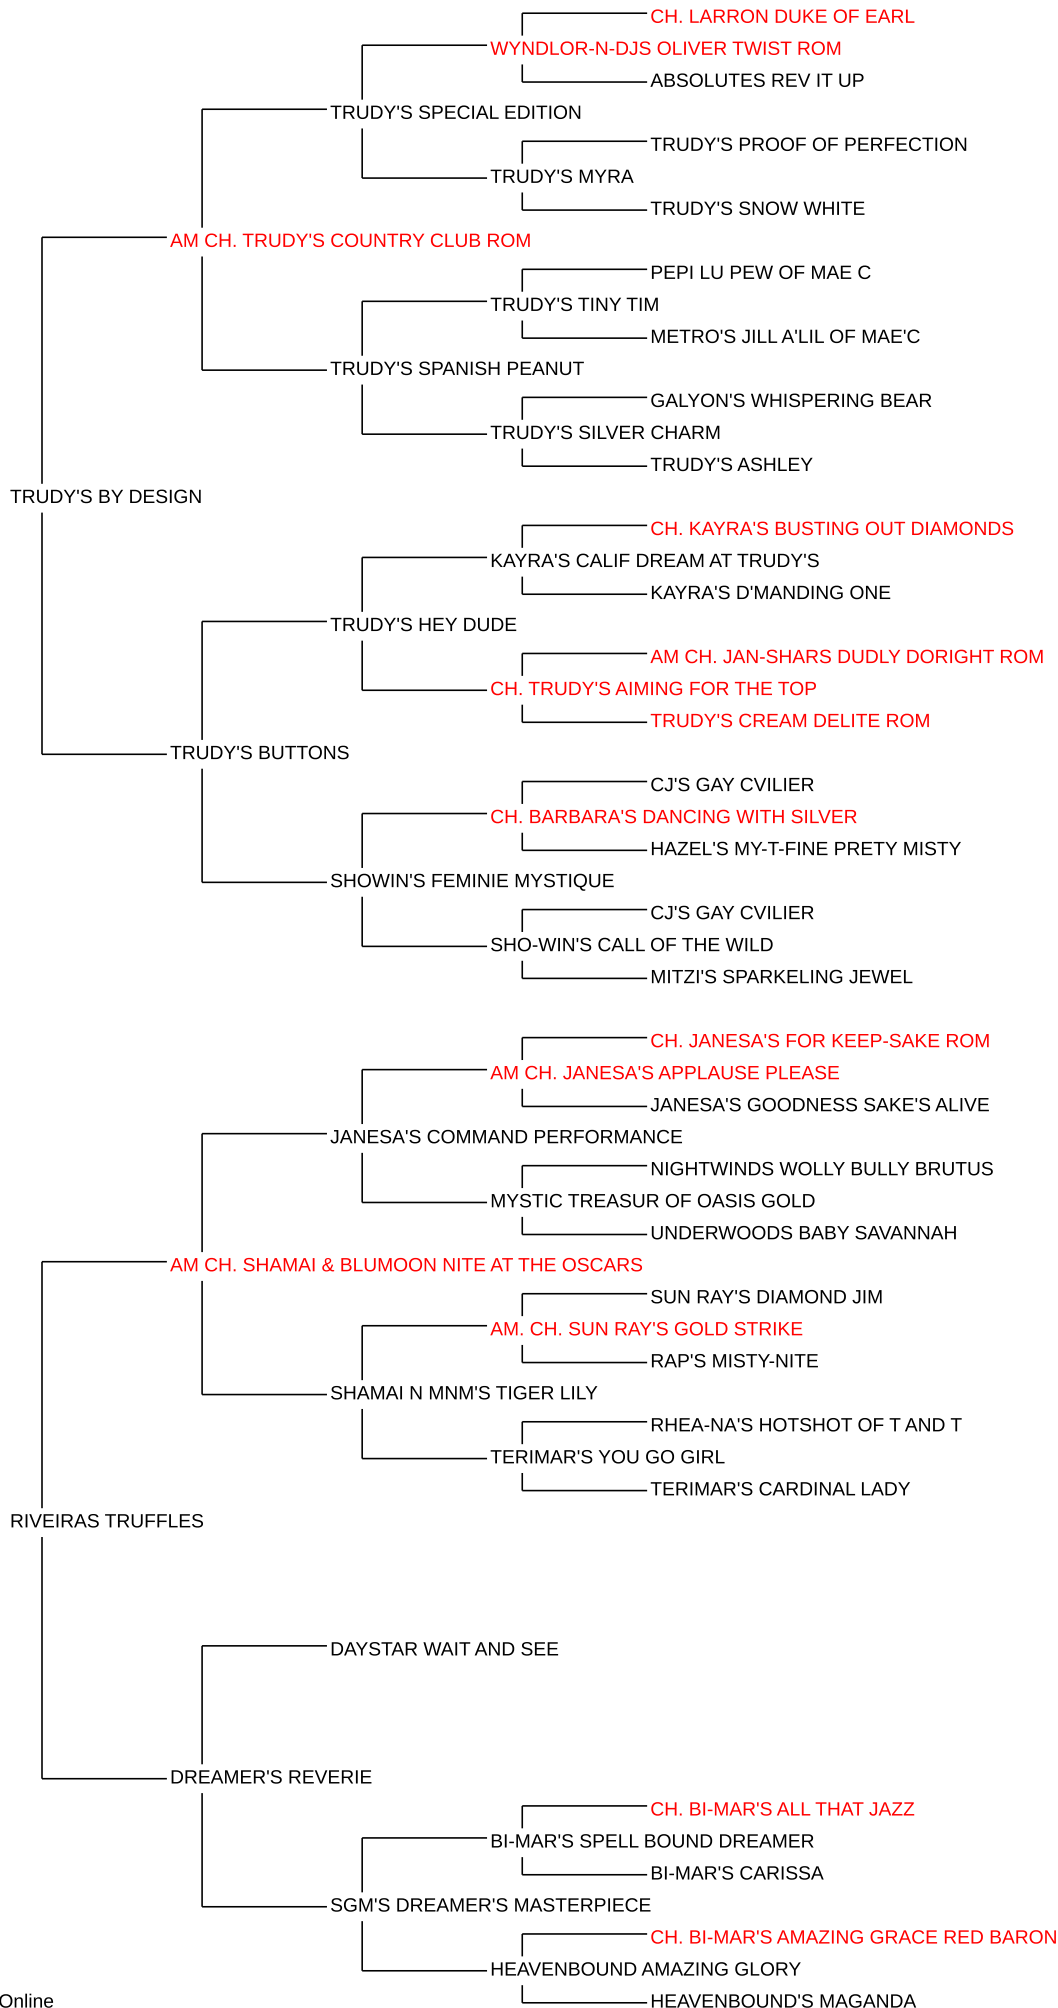 CH. LARRON DUKE OF EARL
WYNDLOR-N-DJS OLIVER TWIST ROM
ABSOLUTES REV IT UP
TRUDY'S SPECIAL EDITION
TRUDY'S PROOF OF PERFECTION
TRUDY'S MYRA
TRUDY'S SNOW WHITE
AM CH. TRUDY'S COUNTRY CLUB ROM
PEPI LU PEW OF MAE C
TRUDY'S TINY TIM
METRO'S JILL A'LIL OF MAE'C
TRUDY'S SPANISH PEANUT
GALYON'S WHISPERING BEAR
TRUDY'S SILVER CHARM
TRUDY'S ASHLEY
TRUDY'S BY DESIGN
CH. KAYRA'S BUSTING OUT DIAMONDS
KAYRA'S CALIF DREAM AT TRUDY'S
KAYRA'S D'MANDING ONE
TRUDY'S HEY DUDE
AM CH. JAN-SHARS DUDLY DORIGHT ROM
CH. TRUDY'S AIMING FOR THE TOP
TRUDY'S CREAM DELITE ROM
TRUDY'S BUTTONS
CJ'S GAY CVILIER
CH. BARBARA'S DANCING WITH SILVER
HAZEL'S MY-T-FINE PRETY MISTY
SHOWIN'S FEMINIE MYSTIQUE
CJ'S GAY CVILIER
SHO-WIN'S CALL OF THE WILD
MITZI'S SPARKELING JEWEL
CH. JANESA'S FOR KEEP-SAKE ROM
AM CH. JANESA'S APPLAUSE PLEASE
JANESA'S GOODNESS SAKE'S ALIVE
JANESA'S COMMAND PERFORMANCE
NIGHTWINDS WOLLY BULLY BRUTUS
MYSTIC TREASUR OF OASIS GOLD
UNDERWOODS BABY SAVANNAH
AM CH. SHAMAI & BLUMOON NITE AT THE OSCARS
SUN RAY'S DIAMOND JIM
AM. CH. SUN RAY'S GOLD STRIKE
RAP'S MISTY-NITE
SHAMAI N MNM'S TIGER LILY
RHEA-NA'S HOTSHOT OF T AND T
TERIMAR'S YOU GO GIRL
TERIMAR'S CARDINAL LADY
RIVEIRAS TRUFFLES
DAYSTAR WAIT AND SEE
DREAMER'S REVERIE
CH. BI-MAR'S ALL THAT JAZZ
BI-MAR'S SPELL BOUND DREAMER
BI-MAR'S CARISSA
SGM'S DREAMER'S MASTERPIECE
CH. BI-MAR'S AMAZING GRACE RED BARON
HEAVENBOUND AMAZING GLORY
HEAVENBOUND'S MAGANDA
Online